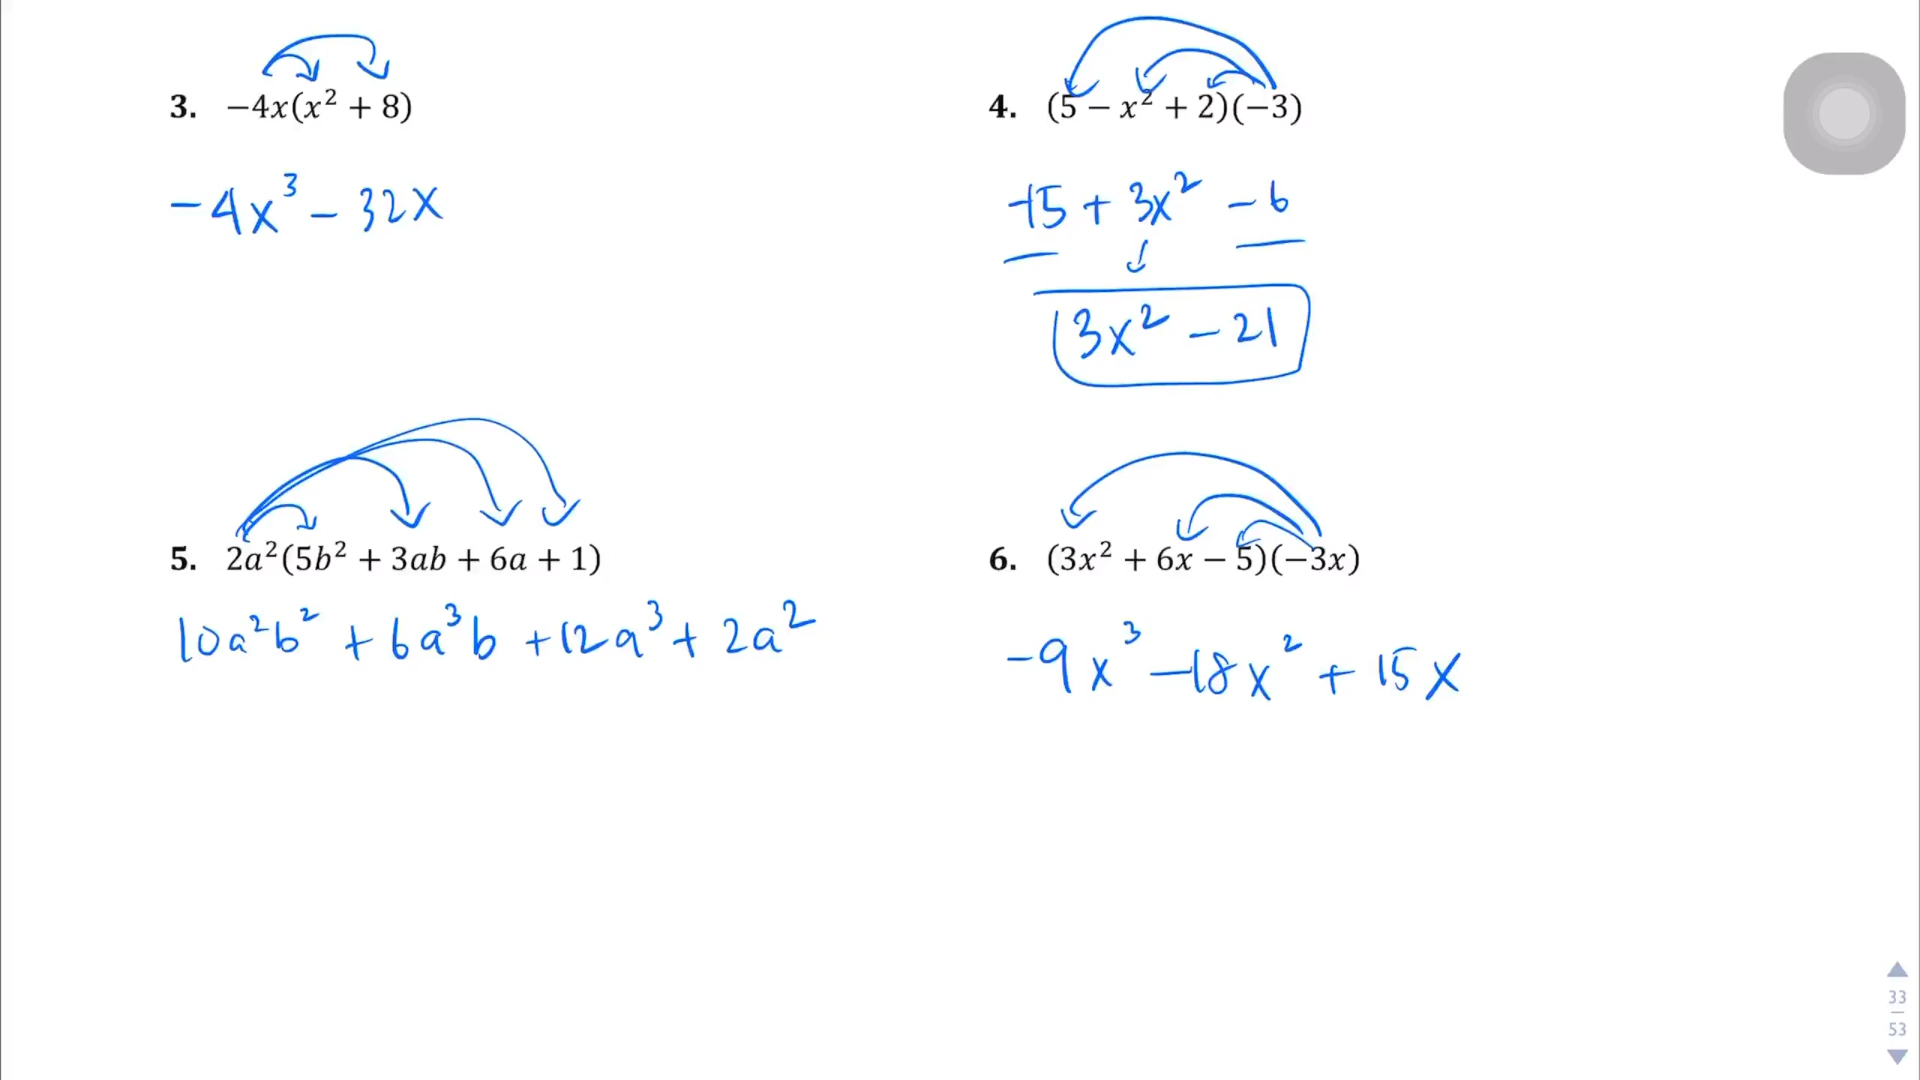 3. −4x(x² + 8)
-4x³ - 32x
4. (5 − x² + 2)(−3)
-15 + 3x² - 6
3x² - 21
5. 2a²(5b² + 3ab + 6a + 1)
10a²b² + 6a³b + 12a³ + 2a²
6. (3x² + 6x − 5)(−3x)
-9x³ - 18x² + 15x
33
53